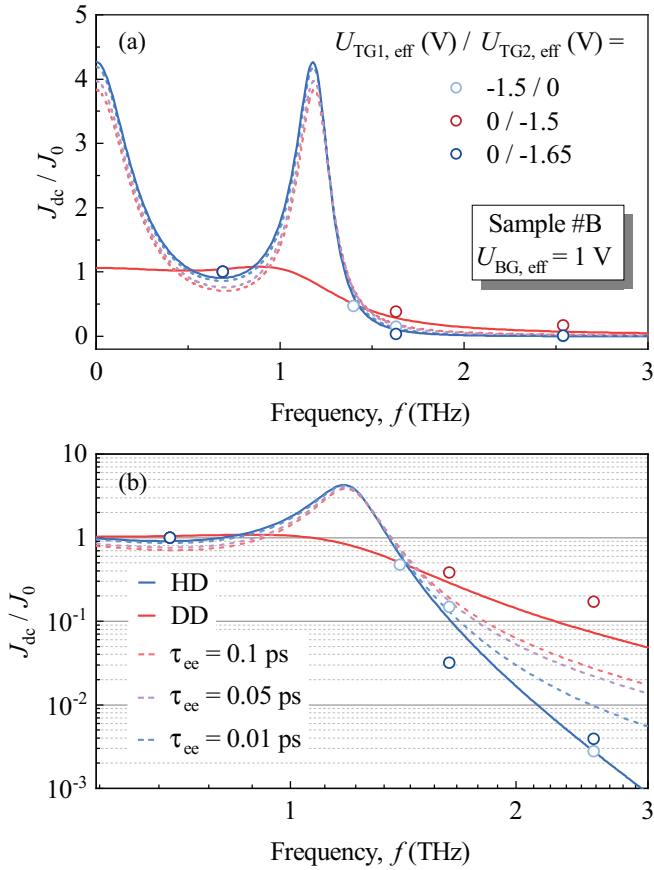 (a)
U_TG1, eff (V) / U_TG2, eff (V) =
-1.5 / 0
0 / -1.5
0 / -1.65
Sample #B
U_BG, eff = 1 V
5
4
3
2
1
0
J_dc / J_0
0
1
2
3
Frequency, f (THz)
(b)
10
1
10^-1
10^-2
10^-3
J_dc / J_0
HD
DD
τ_ee = 0.1 ps
τ_ee = 0.05 ps
τ_ee = 0.01 ps
1
2
3
Frequency, f (THz)